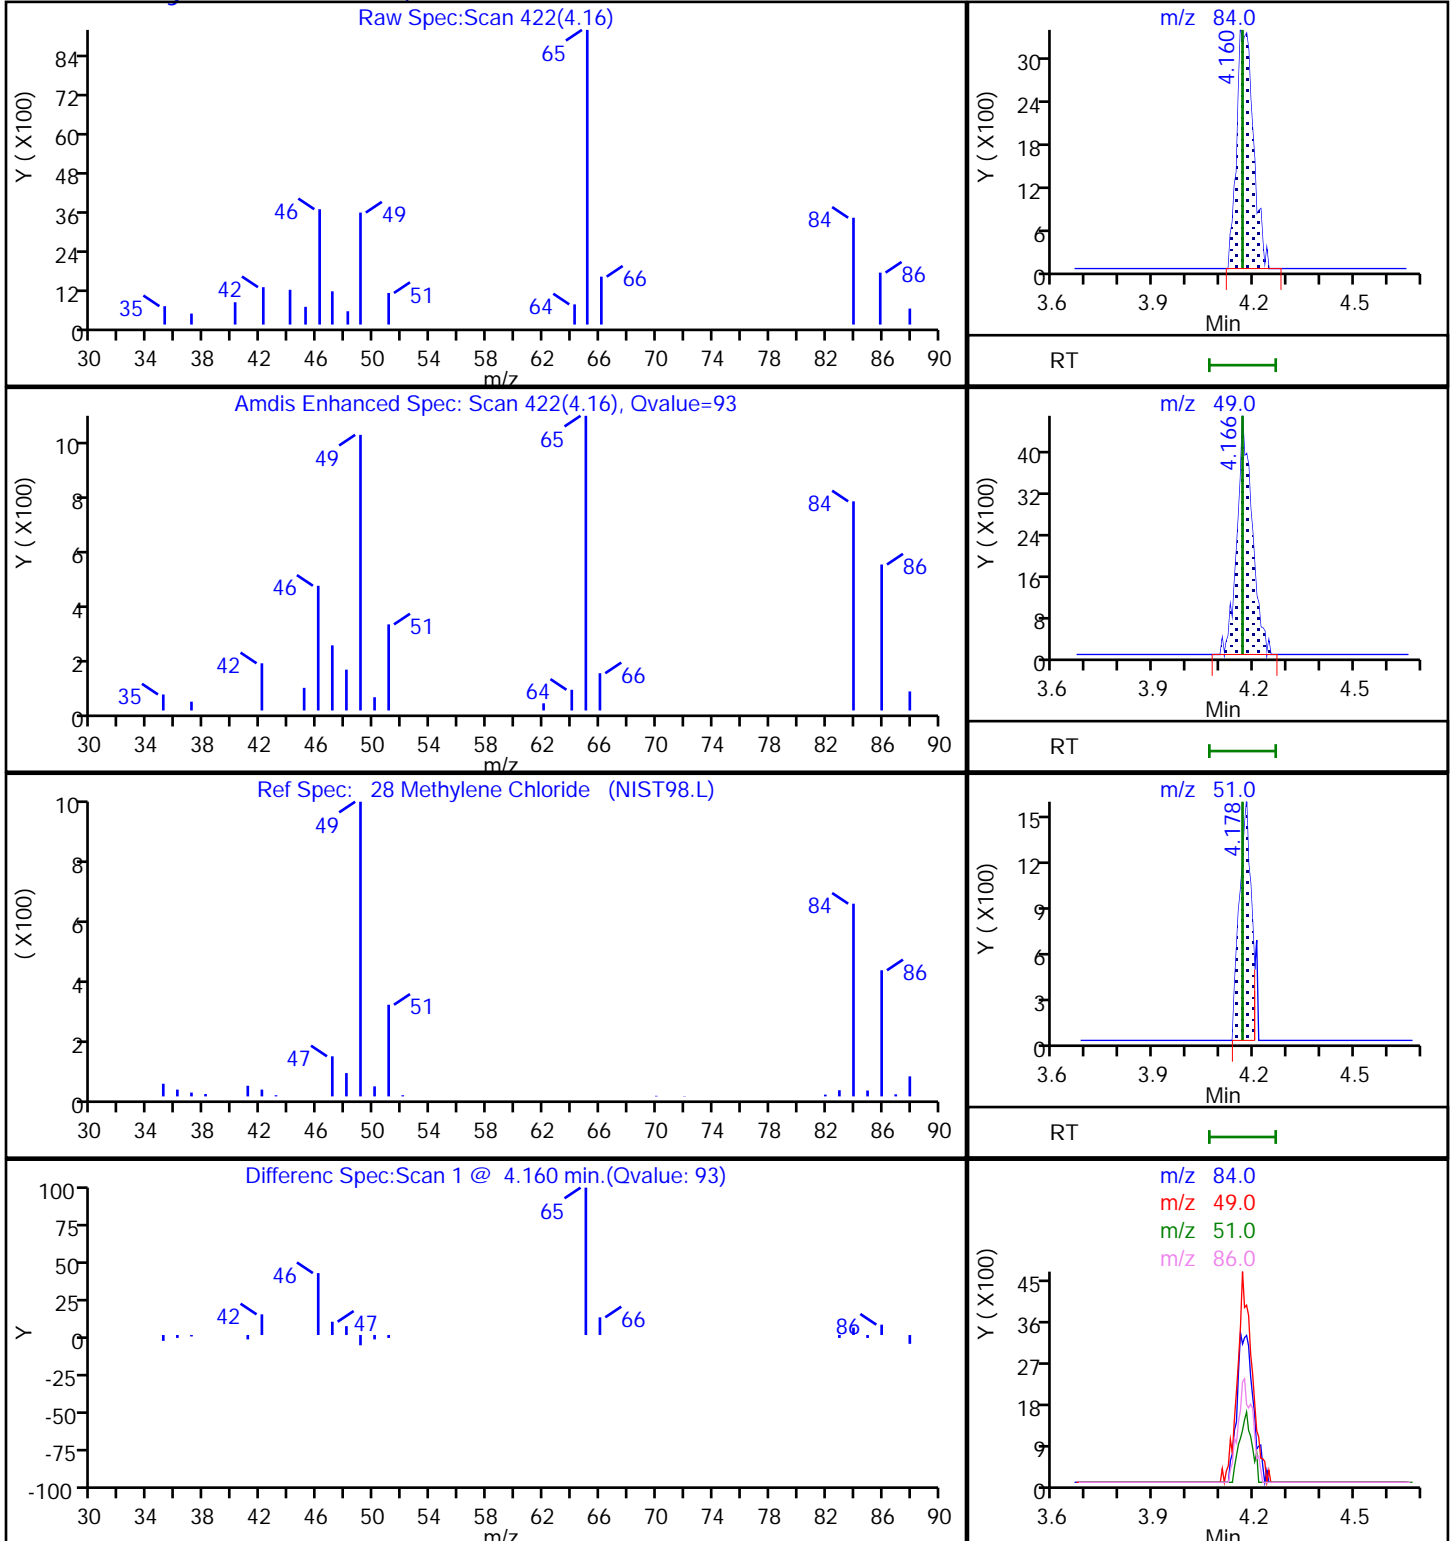 Raw Spec:Scan 422(4.16)
Y ( X100)
84
72
60
48
36
24
12
0
35
42
46
49
51
64
65
66
84
86
30 34 38 42 46 50 54 58 62 66 70 74 78 82 86 90
m/z
m/z 84.0
Y ( X100)
30
24
18
12
6
0
4.160
3.6 3.9 4.2 4.5
Min
RT
Amdis Enhanced Spec: Scan 422(4.16), Qvalue=93
Y ( X100)
10
8
6
4
2
0
35
42
46
49
51
64
65
66
84
86
30 34 38 42 46 50 54 58 62 66 70 74 78 82 86 90
m/z
m/z 49.0
Y ( X100)
40
32
24
16
8
0
4.166
3.6 3.9 4.2 4.5
Min
RT
Ref Spec: 28 Methylene Chloride (NIST98.L)
( X100)
10
8
6
4
2
0
47
49
51
84
86
30 34 38 42 46 50 54 58 62 66 70 74 78 82 86 90
m/z 51.0
Y ( X100)
15
12
9
6
3
0
4.178
3.6 3.9 4.2 4.5
Min
RT
Differenc Spec:Scan 1 @ 4.160 min.(Qvalue: 93)
Y
100
75
50
25
0
-25
-50
-75
-100
42
46
47
65
66
86
30 34 38 42 46 50 54 58 62 66 70 74 78 82 86 90
m/z
m/z 84.0
m/z 49.0
m/z 51.0
m/z 86.0
Y ( X100)
45
36
27
18
9
0
3.6 3.9 4.2 4.5
Min